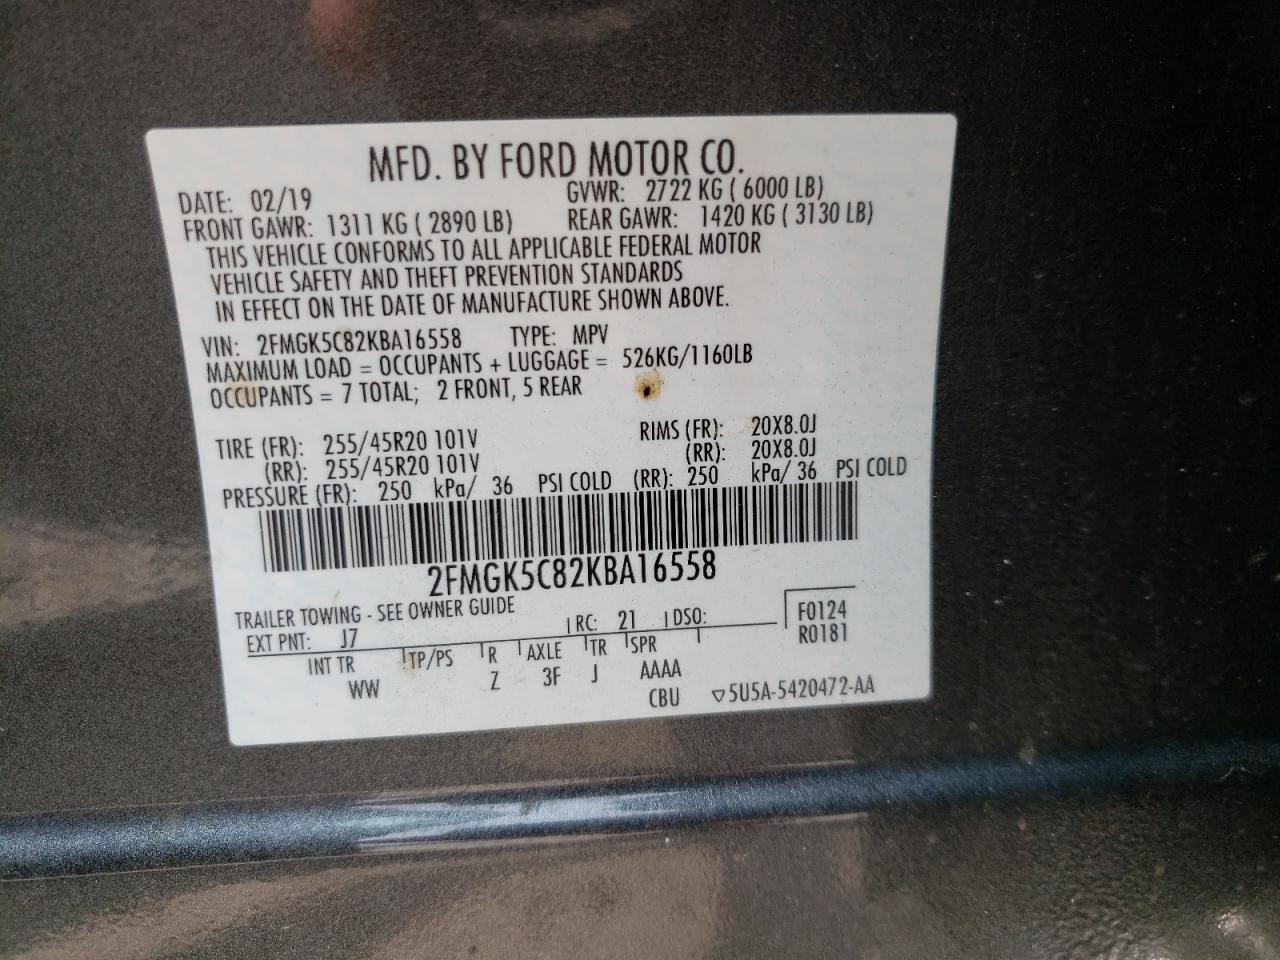 MFD. BY FORD MOTOR CO.
DATE: 02/19 GVWR: 2722 KG ( 6000 LB)
FRONT GAWR: 1311 KG ( 2890 LB) REAR GAWR: 1420 KG ( 3130 LB)
THIS VEHICLE CONFORMS TO ALL APPLICABLE FEDERAL MOTOR
VEHICLE SAFETY AND THEFT PREVENTION STANDARDS
IN EFFECT ON THE DATE OF MANUFACTURE SHOWN ABOVE.
VIN: 2FMGK5C82KBA16558 TYPE: MPV
MAXIMUM LOAD = OCCUPANTS + LUGGAGE = 526KG/1160LB
OCCUPANTS = 7 TOTAL; 2 FRONT, 5 REAR
TIRE (FR): 255/45R20 101V RIMS (FR): 20X8.0J
(RR): 255/45R20 101V (RR): 20X8.0J
PRESSURE (FR): 250 kPa/ 36 PSI COLD (RR): 250 kPa/ 36 PSI COLD
2FMGK5C82KBA16558
TRAILER TOWING - SEE OWNER GUIDE
EXT PNT: J7 RC: 21 DSO: F0124
R0181
INT TR TP/PS R AXLE TR SPR
WW Z 3F J AAAA
CBU ▽5U5A-5420472-AA